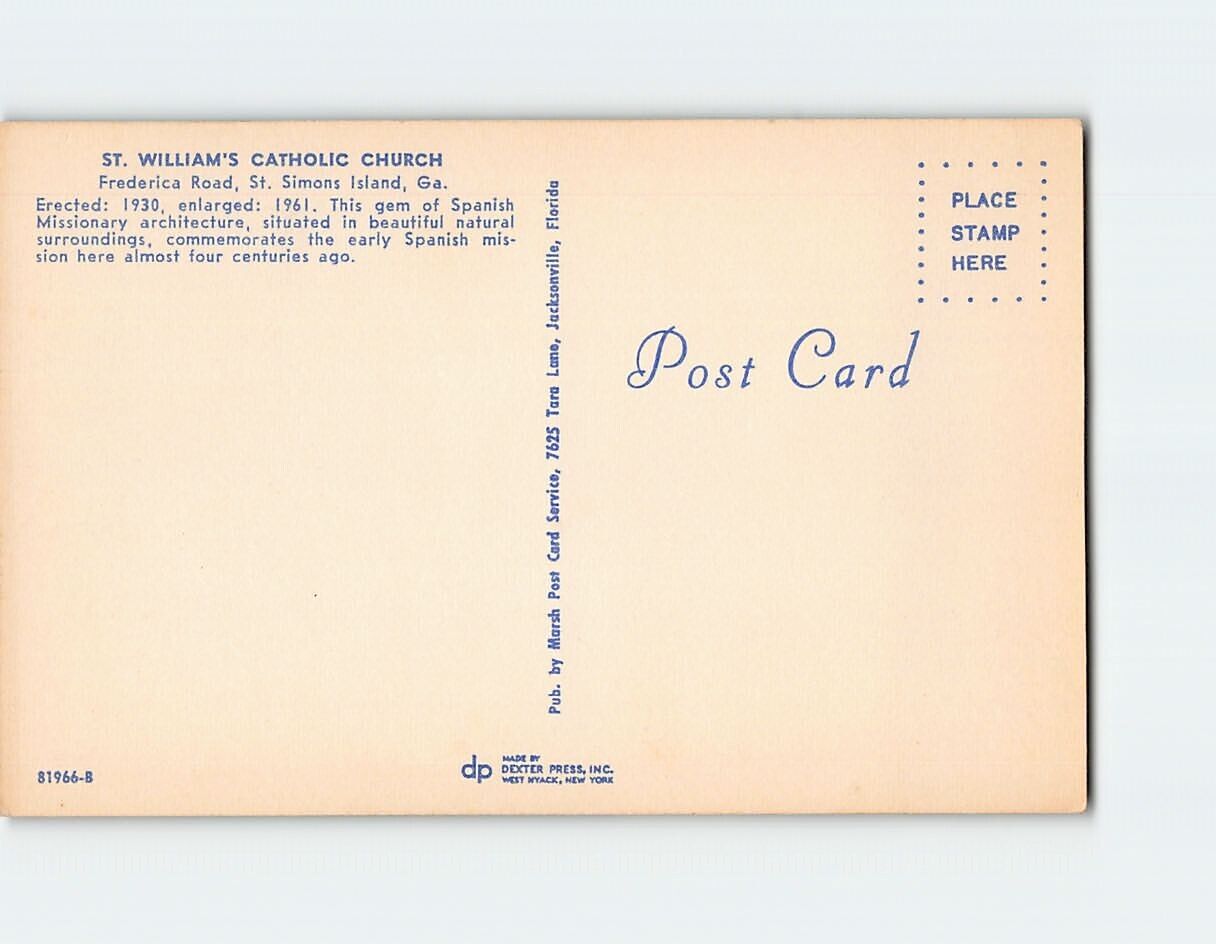 ST. WILLIAM'S CATHOLIC CHURCH
Frederica Road, St. Simons Island, Ga.
Erected: 1930, enlarged: 1961. This gem of Spanish
Missionary architecture, situated in beautiful natural
surroundings, commemorates the early Spanish mis-
sion here almost four centuries ago.
Pub. by Marsh Post Card Service, 7625 Tara Lane, Jacksonville, Florida
PLACE
STAMP
HERE
Post Card
81966-B
dp
MADE BY
DEXTER PRESS, INC.
WEST NYACK, NEW YORK